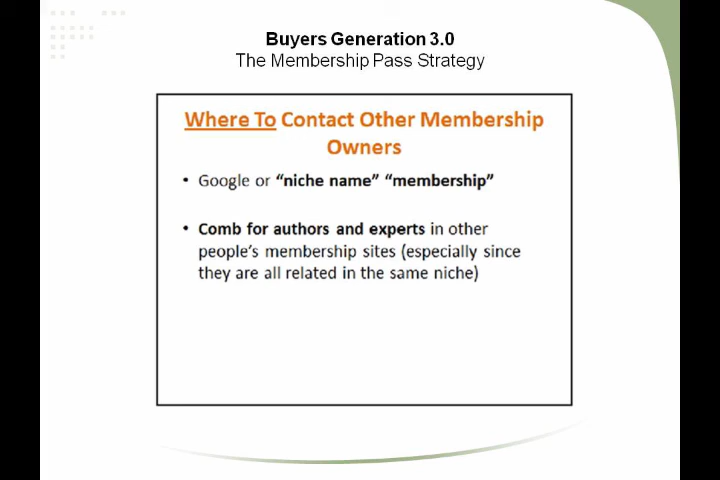 Buyers Generation 3.0
The Membership Pass Strategy
Where To Contact Other Membership
Owners
• Google or “niche name” “membership”
• Comb for authors and experts in other
people’s membership sites (especially since
they are all related in the same niche)